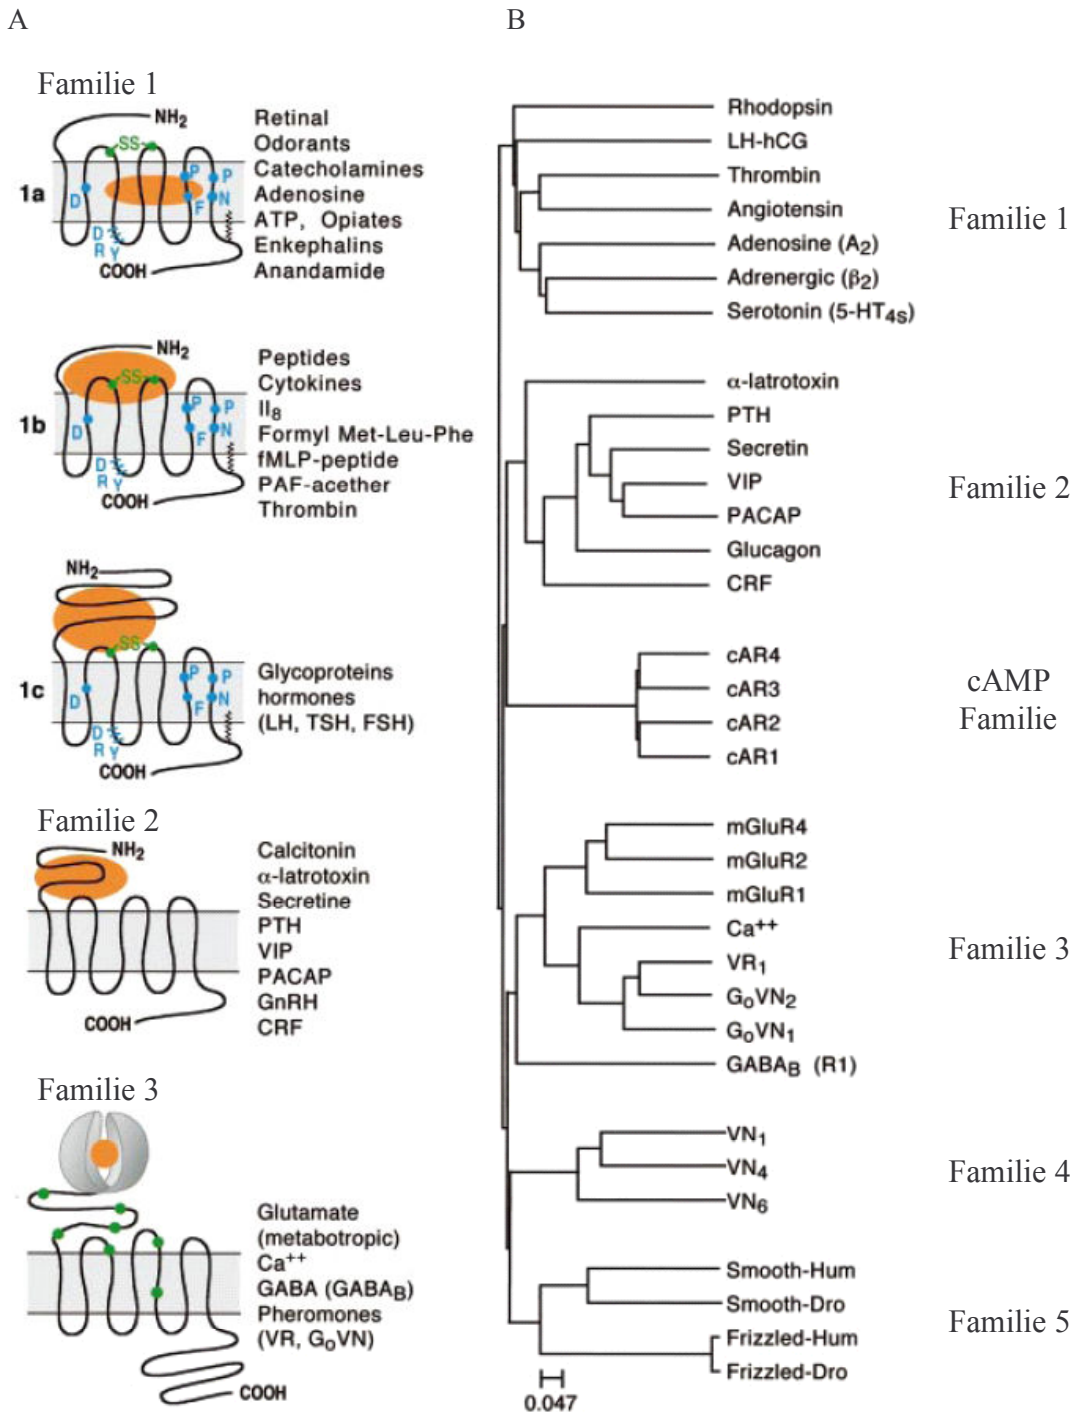 A
Familie 1
1a
NH2
SS
D
P
P
F
N
D
R
Y
COOH
Retinal
Odorants
Catecholamines
Adenosine
ATP, Opiates
Enkephalins
Anandamide
1b
NH2
SS
D
P
P
F
N
D
R
Y
COOH
Peptides
Cytokines
Il8
Formyl Met-Leu-Phe
fMLP-peptide
PAF-acether
Thrombin
1c
NH2
SS
D
P
P
F
N
D
R
Y
COOH
Glycoproteins
hormones
(LH, TSH, FSH)
Familie 2
NH2
COOH
Calcitonin
α-latrotoxin
Secretine
PTH
VIP
PACAP
GnRH
CRF
Familie 3
COOH
Glutamate
(metabotropic)
Ca++
GABA (GABAB)
Pheromones
(VR, GoVN)
B
Rhodopsin
LH-hCG
Thrombin
Angiotensin
Adenosine (A2)
Adrenergic (β2)
Serotonin (5-HT4s)
Familie 1
α-latrotoxin
PTH
Secretin
VIP
PACAP
Glucagon
CRF
Familie 2
cAR4
cAR3
cAR2
cAR1
cAMP
Familie
mGluR4
mGluR2
mGluR1
Ca++
VR1
GoVN2
GoVN1
GABAB (R1)
Familie 3
VN1
VN4
VN6
Familie 4
Smooth-Hum
Smooth-Dro
Frizzled-Hum
Frizzled-Dro
Familie 5
0.047